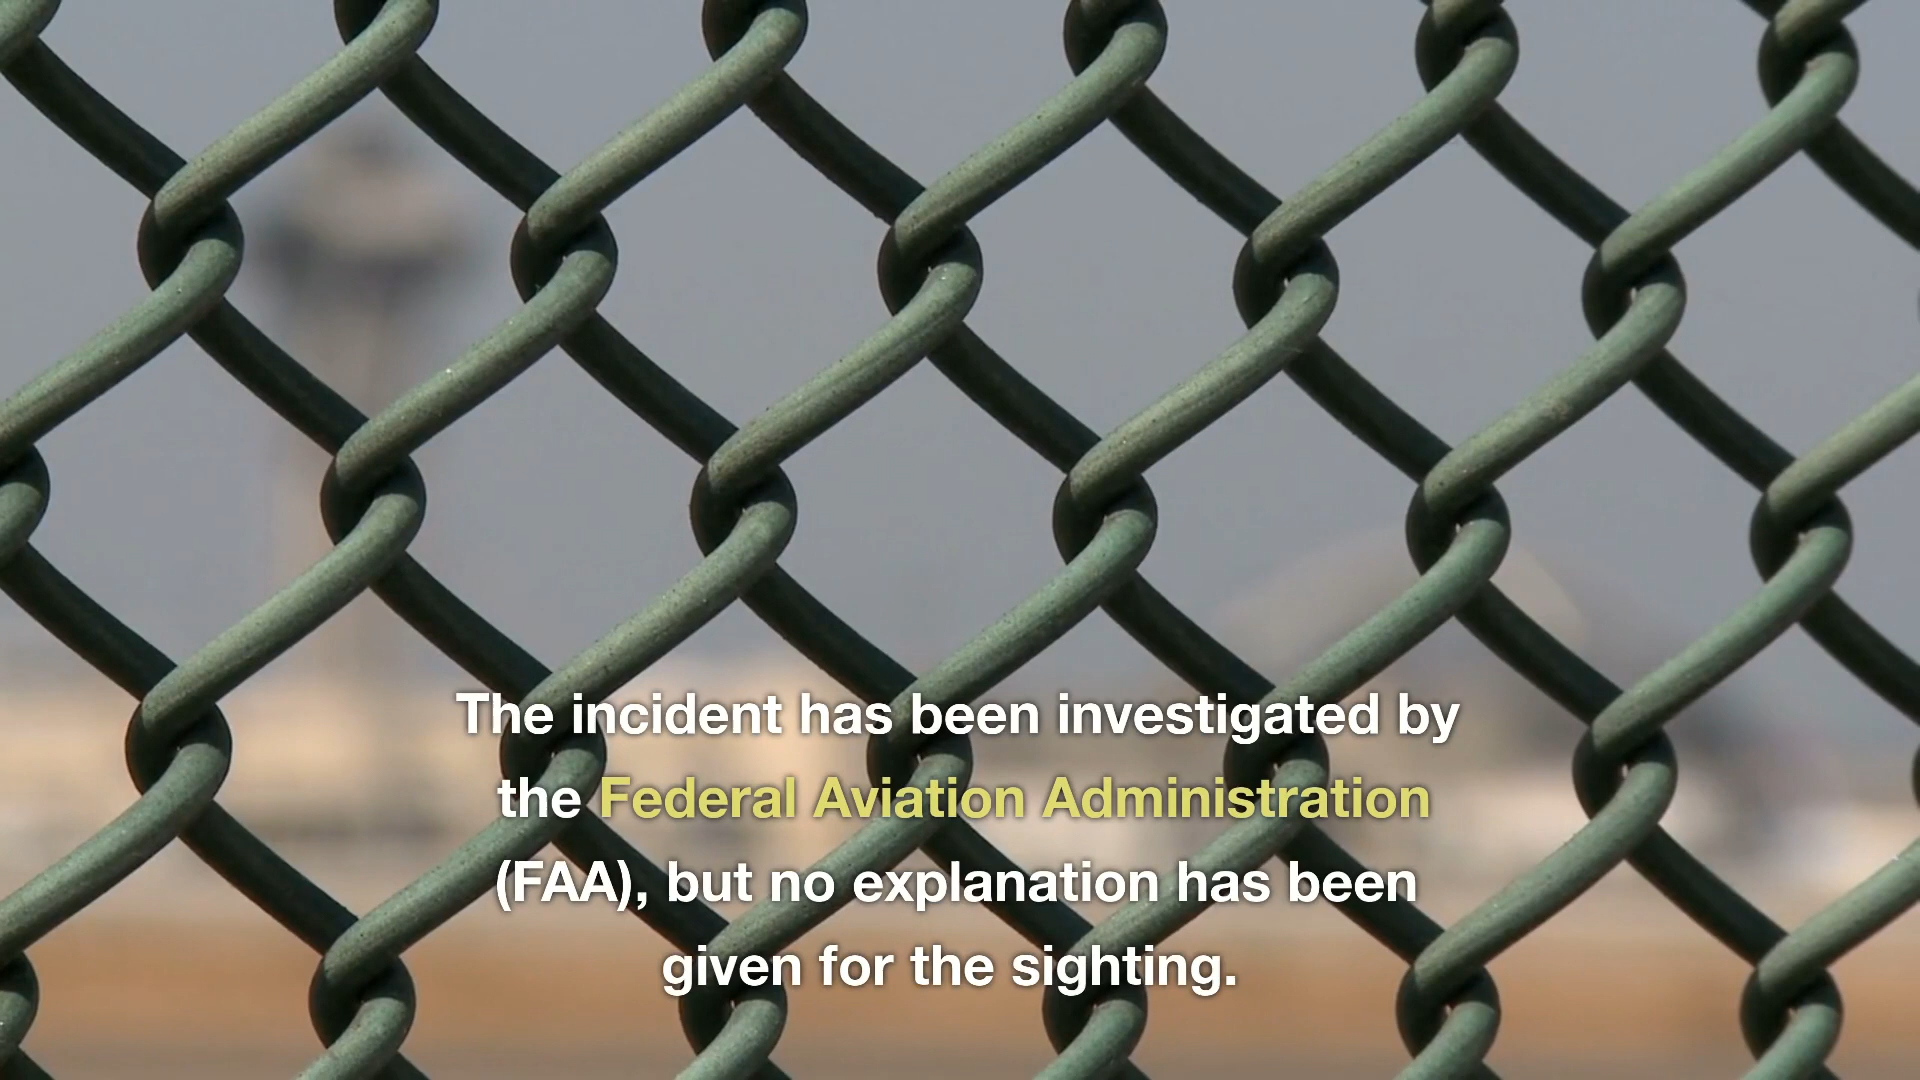 The incident has been investigated by
the Federal Aviation Administration
(FAA), but no explanation has been
given for the sighting.